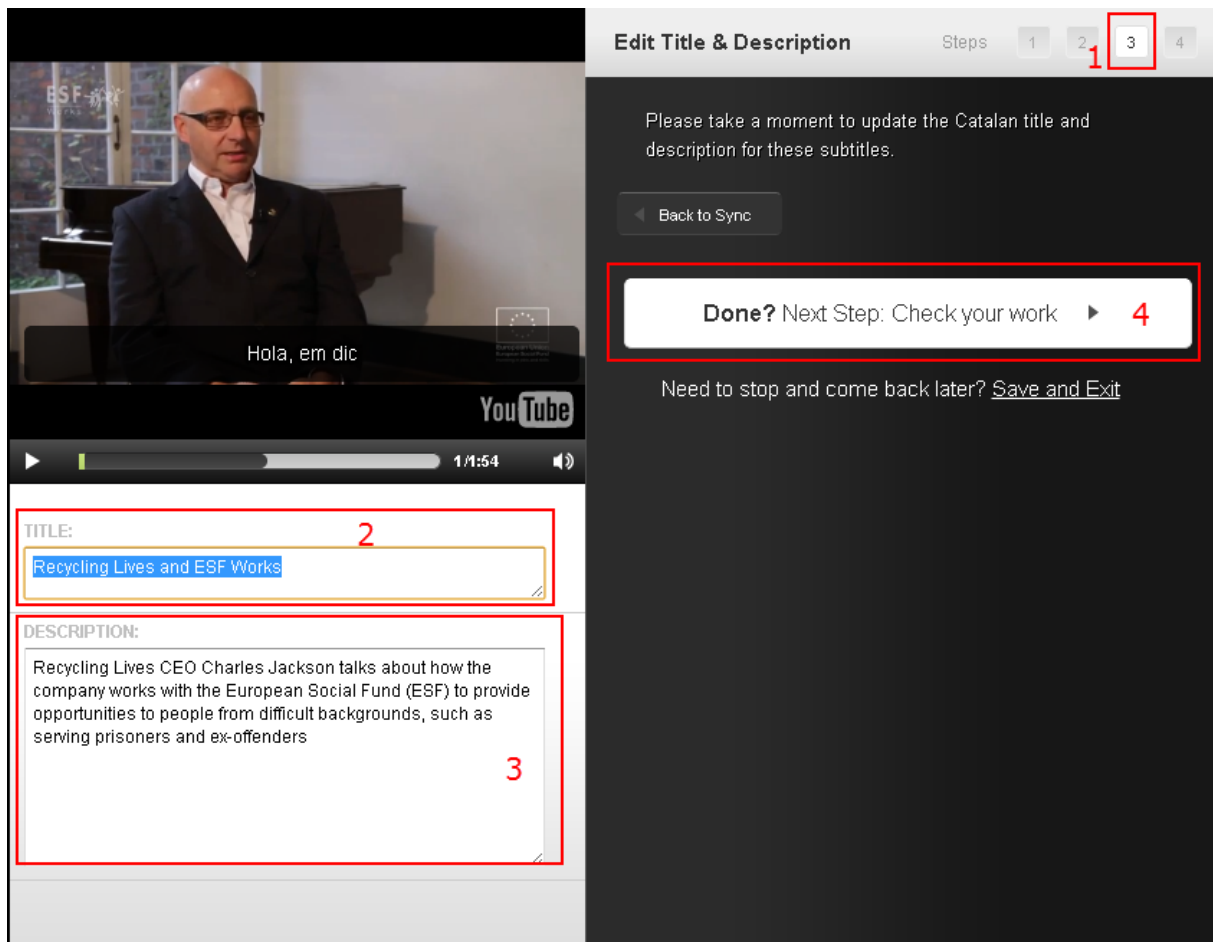 ESF
Works
Hola, em dic
YouTube
1/1:54
TITLE:
2
Recycling Lives and ESF Works
DESCRIPTION:
Recycling Lives CEO Charles Jackson talks about how the
company works with the European Social Fund (ESF) to provide
opportunities to people from difficult backgrounds, such as
serving prisoners and ex-offenders
3
Edit Title & Description
Steps 1 2 3 4
1
Please take a moment to update the Catalan title and
description for these subtitles.
Back to Sync
Done? Next Step: Check your work
4
Need to stop and come back later? Save and Exit